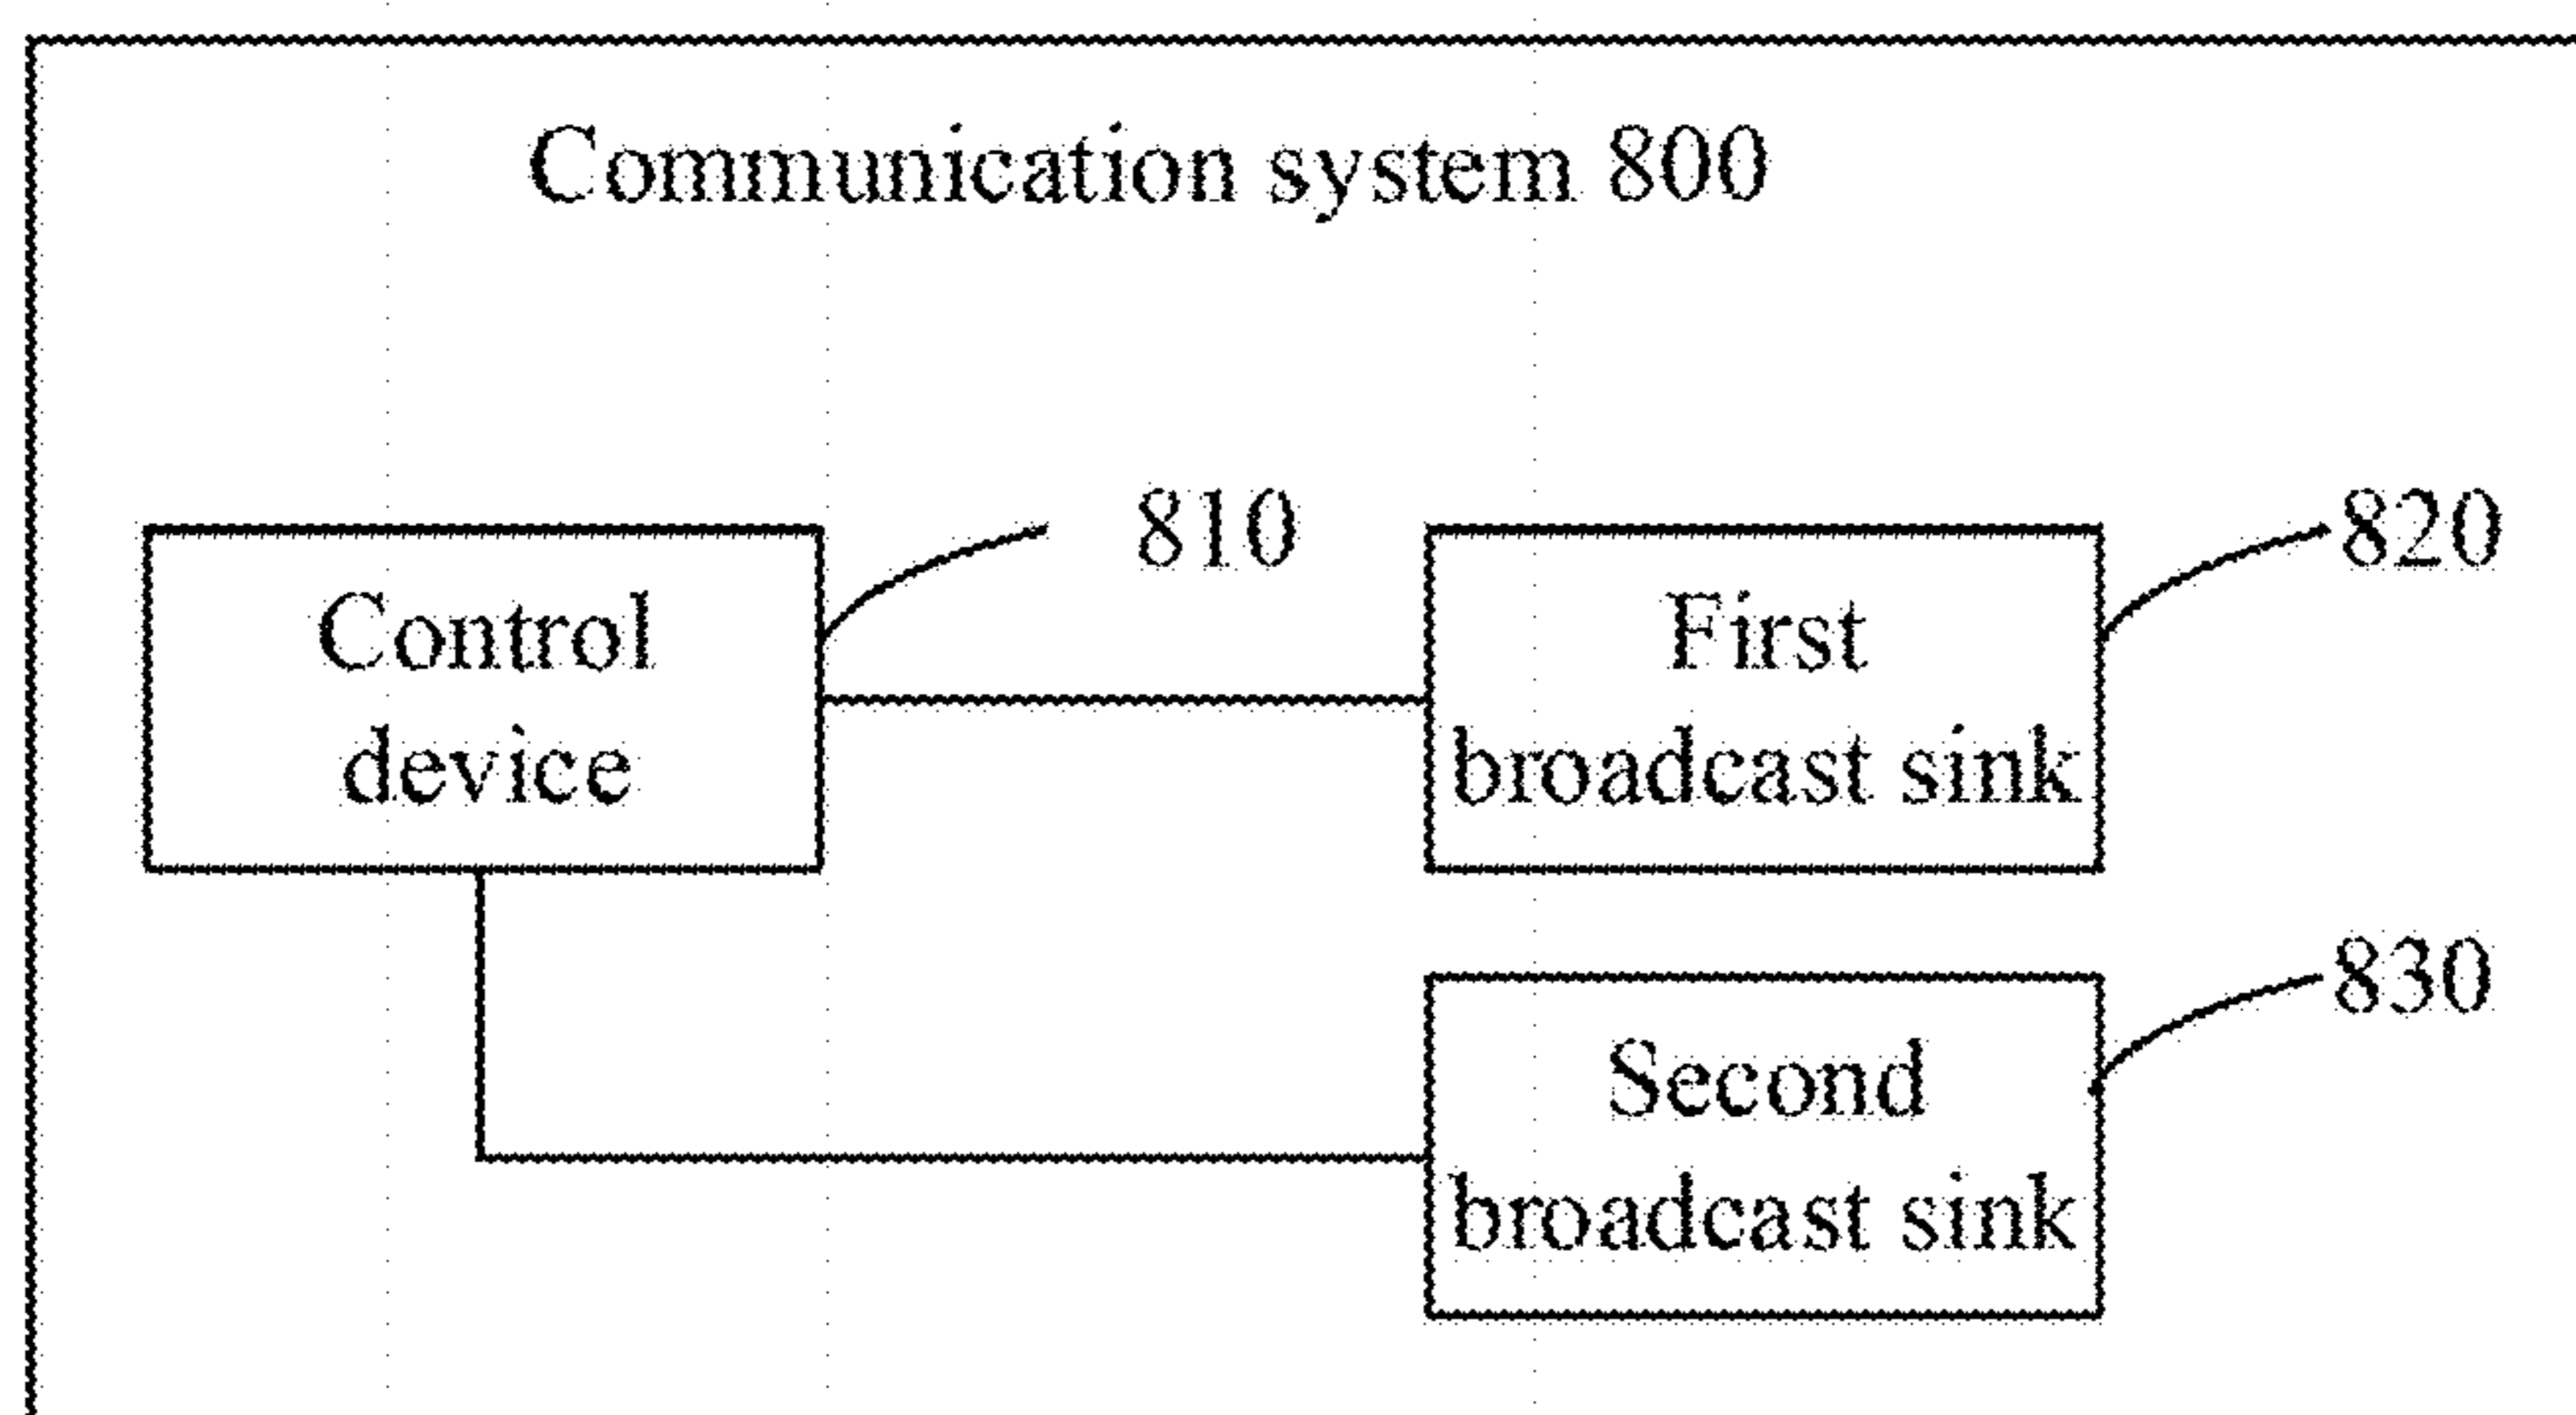 Communication system 800
810
820
Control
device
First
broadcast sink
830
Second
broadcast sink